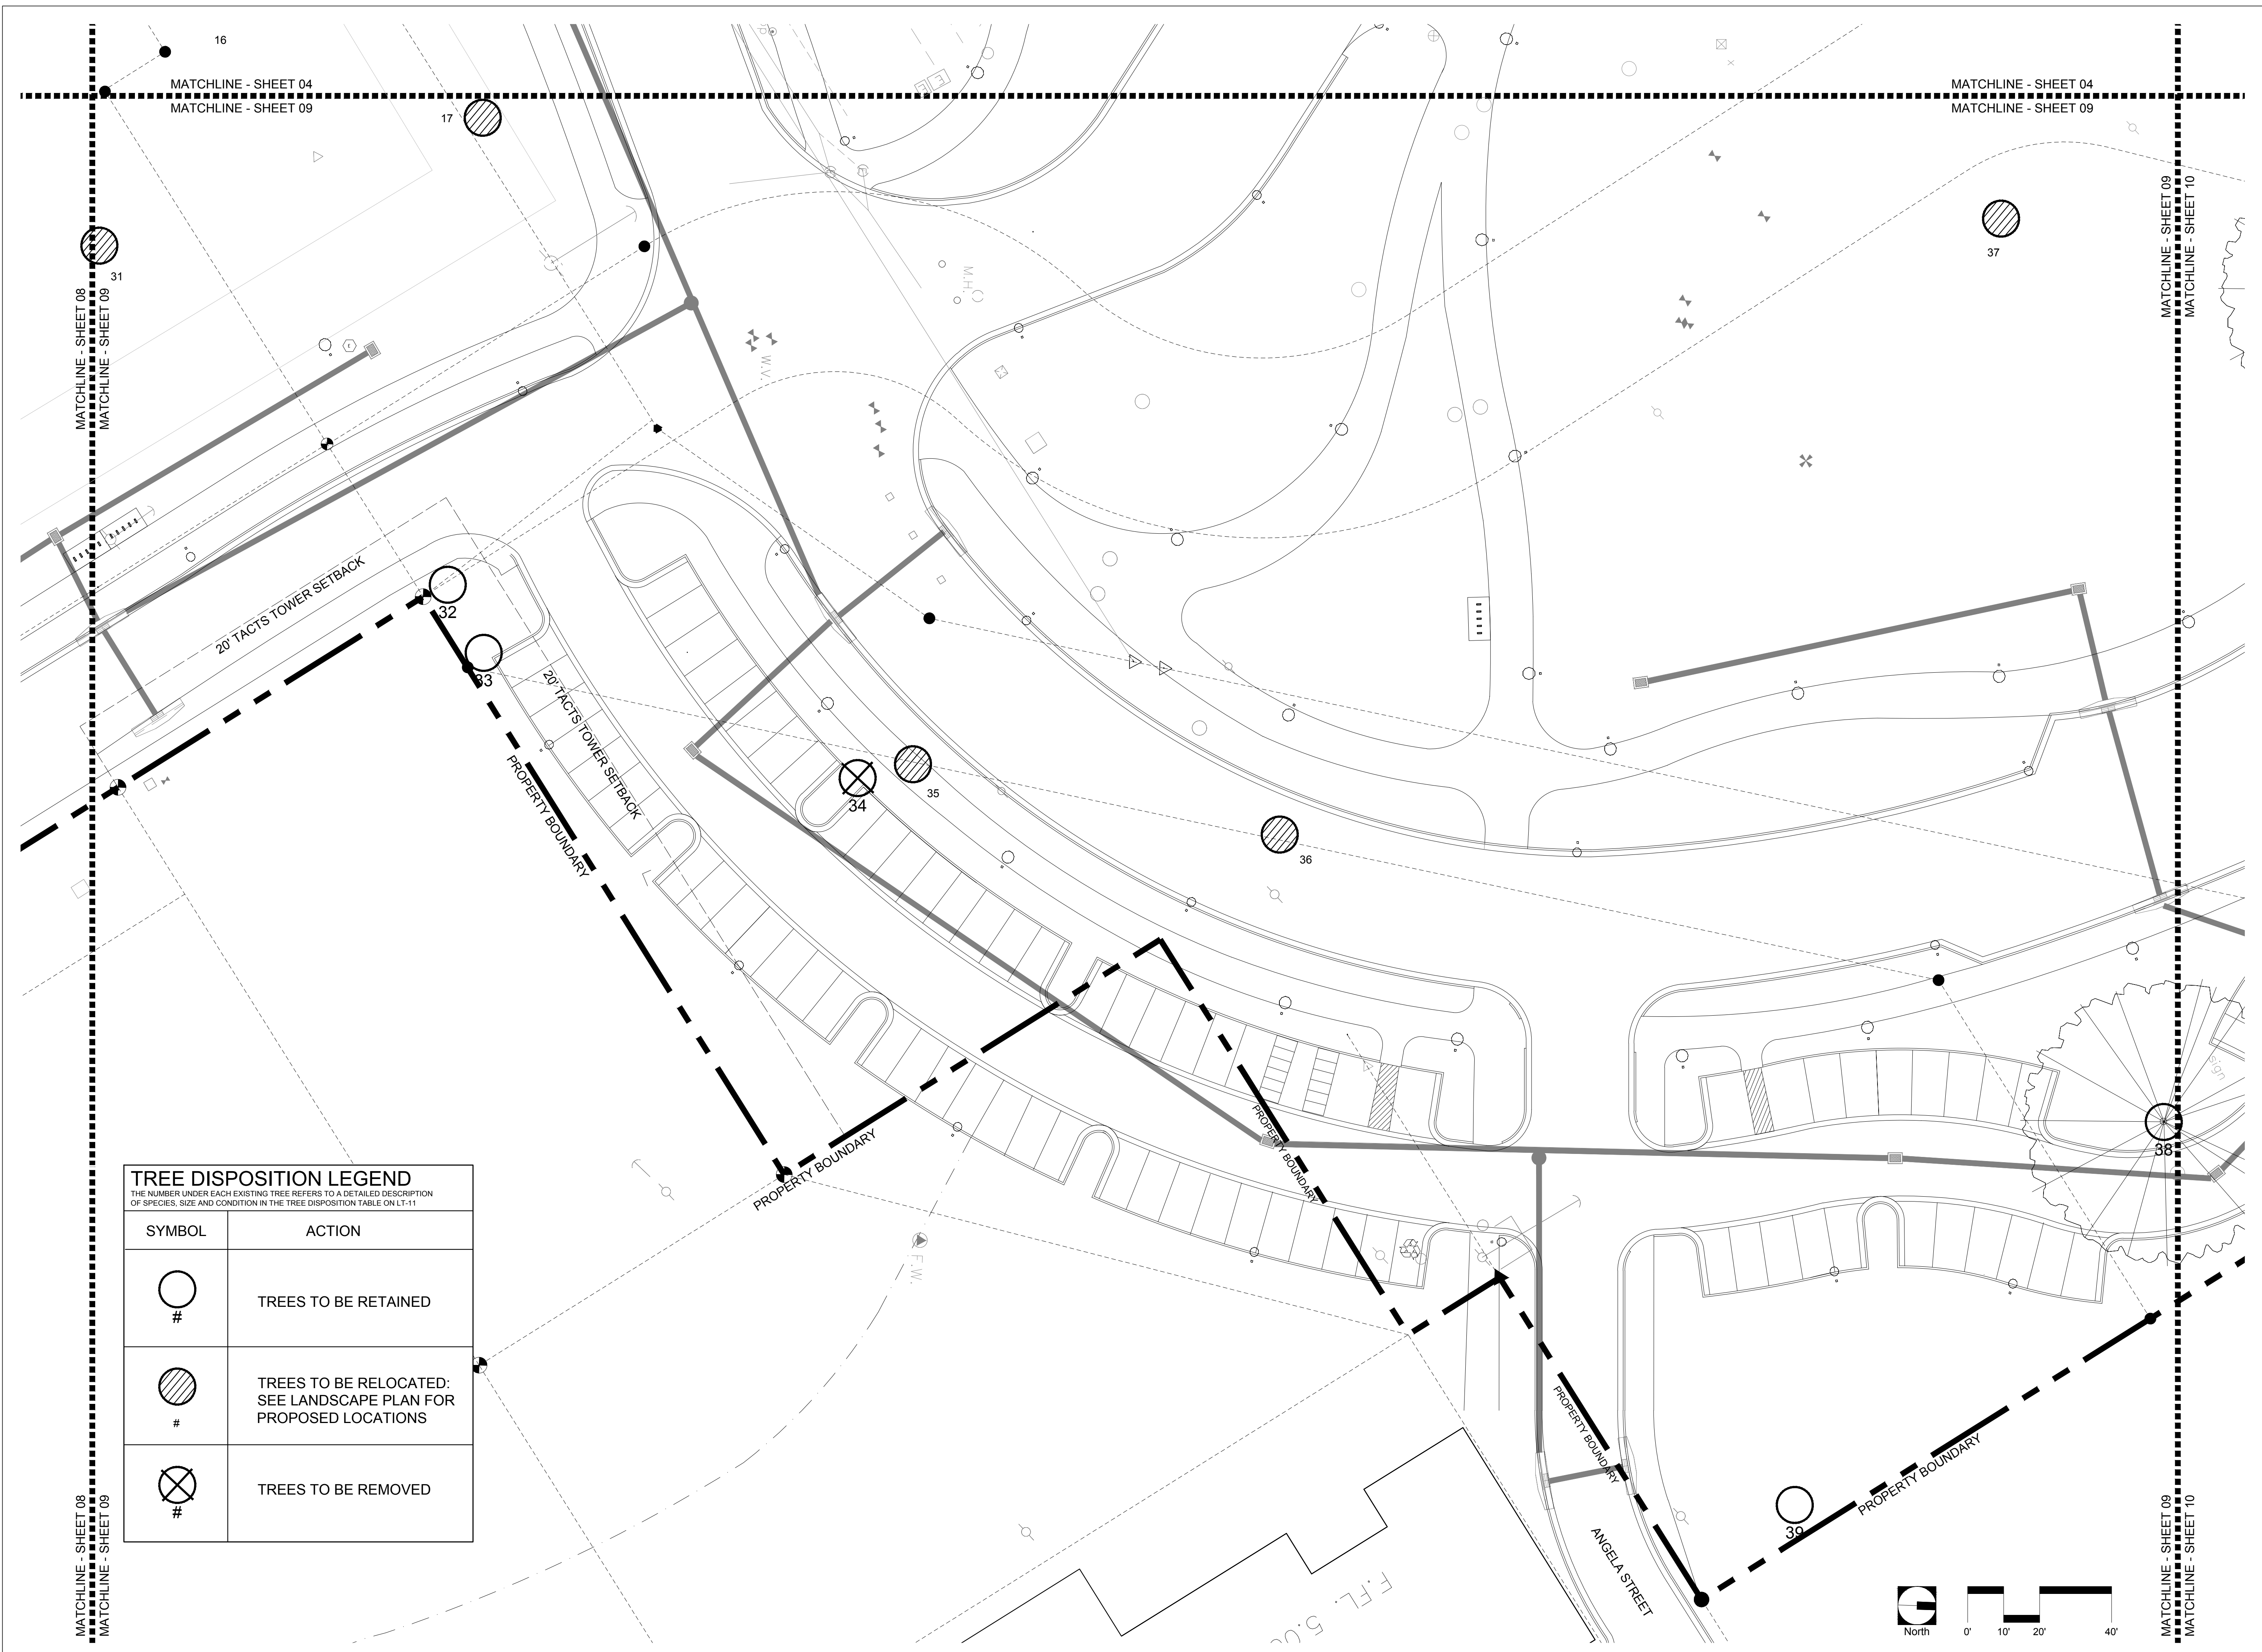 16
MATCHLINE - SHEET 04
MATCHLINE - SHEET 09
MATCHLINE - SHEET 04
MATCHLINE - SHEET 09
17
31
MATCHLINE - SHEET 08
MATCHLINE - SHEET 09
MATCHLINE - SHEET 09
MATCHLINE - SHEET 10
37
M.H.
W.V.
20' TACTS TOWER SETBACK
32
33
20' TACTS TOWER SETBACK
PROPERTY BOUNDARY
34
35
36
PROPERTY BOUNDARY
PROPERTY BOUNDARY
sign
38
F.W.
PROPERTY BOUNDARY
PROPERTY BOUNDARY
39
ANGELA STREET
F.FL.
TREE DISPOSITION LEGEND
THE NUMBER UNDER EACH EXISTING TREE REFERS TO A DETAILED DESCRIPTION
OF SPECIES, SIZE AND CONDITION IN THE TREE DISPOSITION TABLE ON LT-11
SYMBOL ACTION
# TREES TO BE RETAINED
# TREES TO BE RELOCATED:
SEE LANDSCAPE PLAN FOR
PROPOSED LOCATIONS
# TREES TO BE REMOVED
MATCHLINE - SHEET 08
MATCHLINE - SHEET 09
MATCHLINE - SHEET 09
MATCHLINE - SHEET 10
North
0' 10' 20' 40'